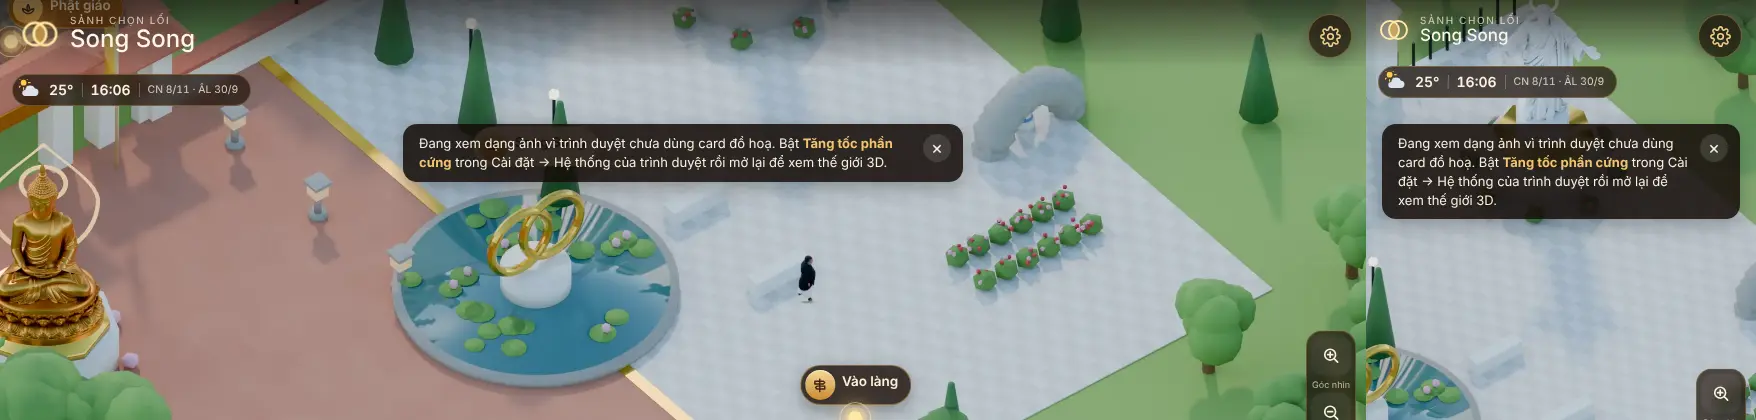 Phật giáo
SẢNH CHỌN LỐI
Song Song
25° 16:06 CN 8/11 · ÂL 30/9
Đang xem dạng ảnh vì trình duyệt chưa dùng card đồ hoạ. Bật Tăng tốc phần
cứng trong Cài đặt → Hệ thống của trình duyệt rồi mở lại để xem thế giới 3D.
Vào làng
Góc nhìn
SẢNH CHỌN LỐI
Song Song
25° 16:06 CN 8/11 · ÂL 30/9
Đang xem dạng ảnh vì trình duyệt chưa dùng
card đồ hoạ. Bật Tăng tốc phần cứng trong Cài
đặt → Hệ thống của trình duyệt rồi mở lại để
xem thế giới 3D.